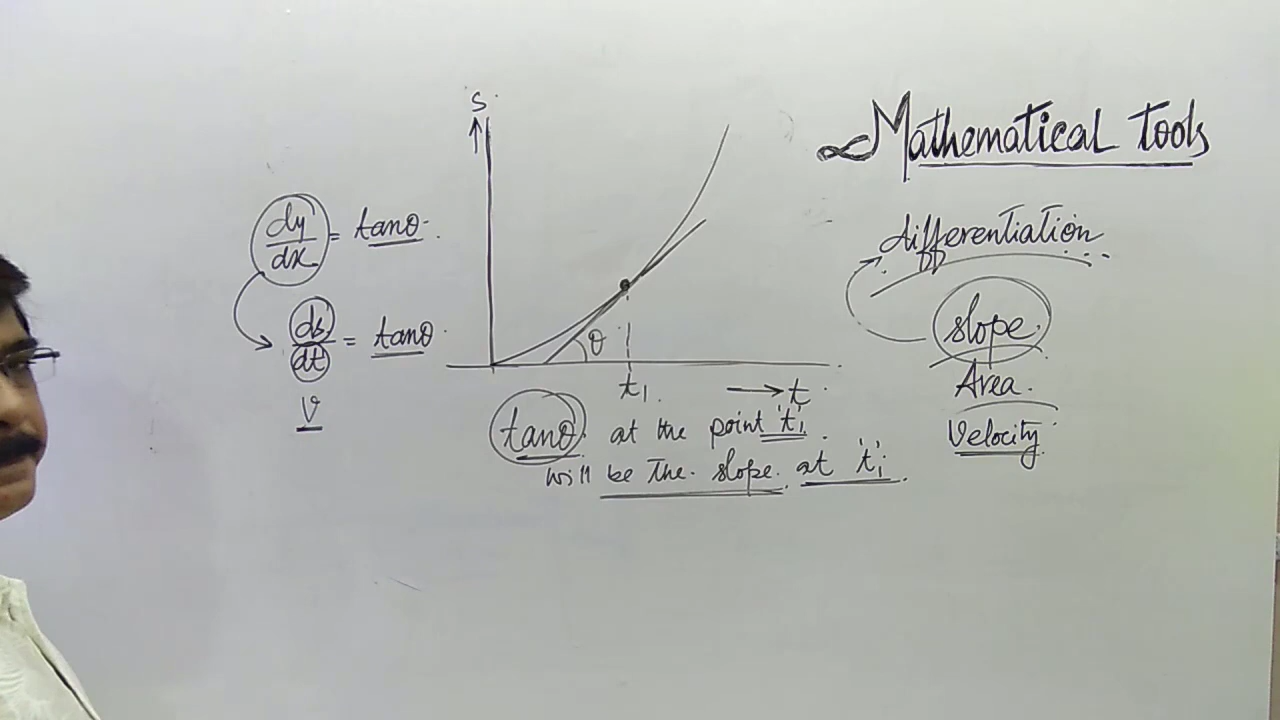 Mathematical Tools
differentiation
slope.
Area.
Velocity
dy/dx = tanθ.
ds/dt = tanθ
V
s
θ
t₁
→ t
tanθ. at the point 't₁'.
will be the slope. at 't₁'